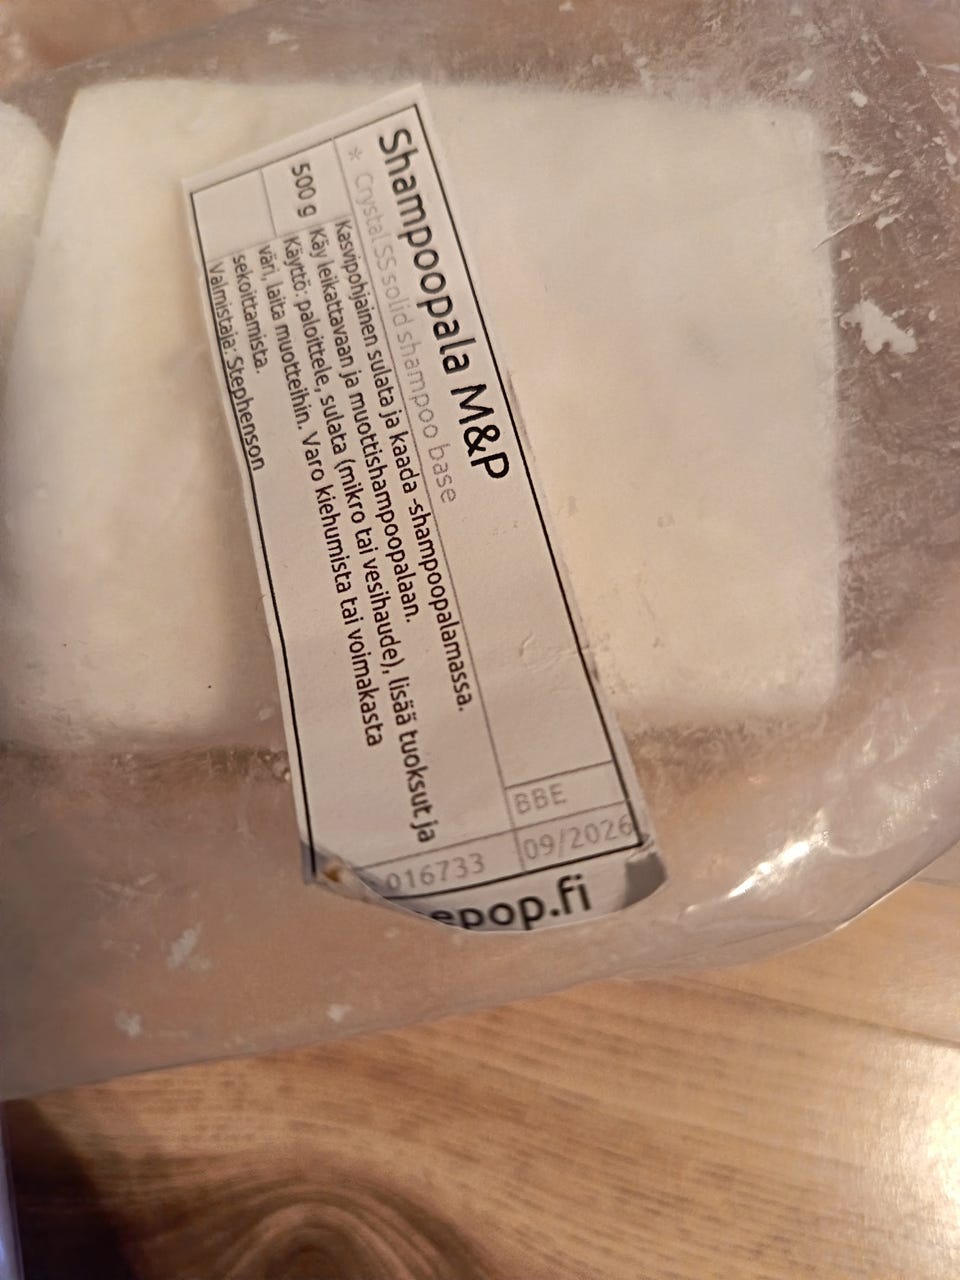 Shampoopala M&P
* Crystal SS solid shampoo base
BBE
09/2026
500 g
Kasvipohjainen sulata ja kaada -shampoopalamassa.
Käy leikattavaan ja muottishampoopalaan.
Käyttö: paloittele, sulata (mikro tai vesihaude), lisää tuoksut ja
väri, laita muotteihin. Varo kiehumista tai voimakasta
sekoittamista.
Valmistaja: Stephenson
016733
epop.fi